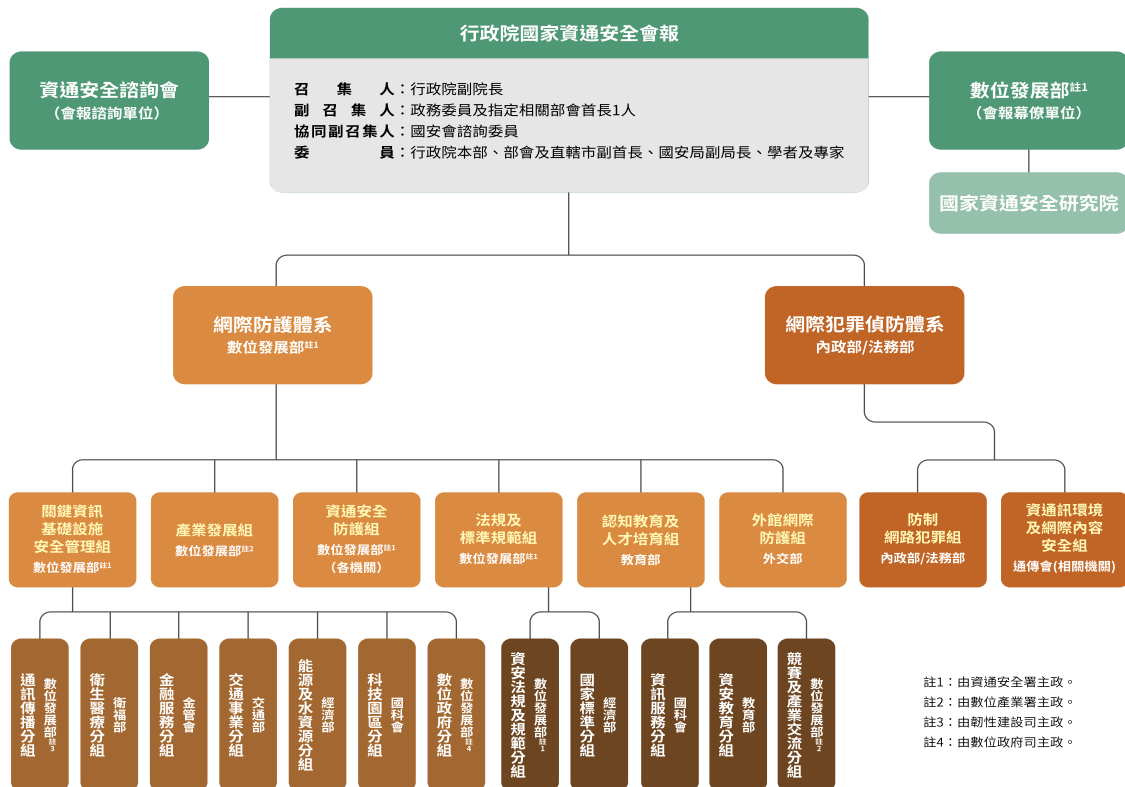 行政院國家資通安全會報
資通安全諮詢會
（會報諮詢單位）
召集人：行政院副院長
副召集人：政務委員及指定相關部會首長1人
協同副召集人：國安會諮詢委員
委員：行政院本部、部會及直轄市副首長、國安局副局長、學者及專家
數位發展部註1
（會報幕僚單位）
國家資通安全研究院
網際防護體系
數位發展部註1
網際犯罪偵防體系
內政部/法務部
關鍵資訊
基礎設施
安全管理組
數位發展部註1
產業發展組
數位發展部註2
資通安全
防護組
數位發展部註1
（各機關）
法規及
標準規範組
數位發展部註1
認知教育及
人才培育組
教育部
外館網際
防護組
外交部
防制
網路犯罪組
內政部/法務部
資通訊環境
及網際內容
安全組
通傳會(相關機關)
通訊傳播分組
數位發展部註3
衛生醫療分組
衛福部
金融服務分組
金管會
交通事業分組
交通部
能源及水資源分組
經濟部
科技園區分組
國科會
數位政府分組
數位發展部註4
資安法規及規範分組
數位發展部註1
國家標準分組
經濟部
資訊服務分組
國科會
資安教育分組
教育部
競賽及產業交流分組
數位發展部註2
註1：由資通安全署主政。
註2：由數位產業署主政。
註3：由韌性建設司主政。
註4：由數位政府司主政。